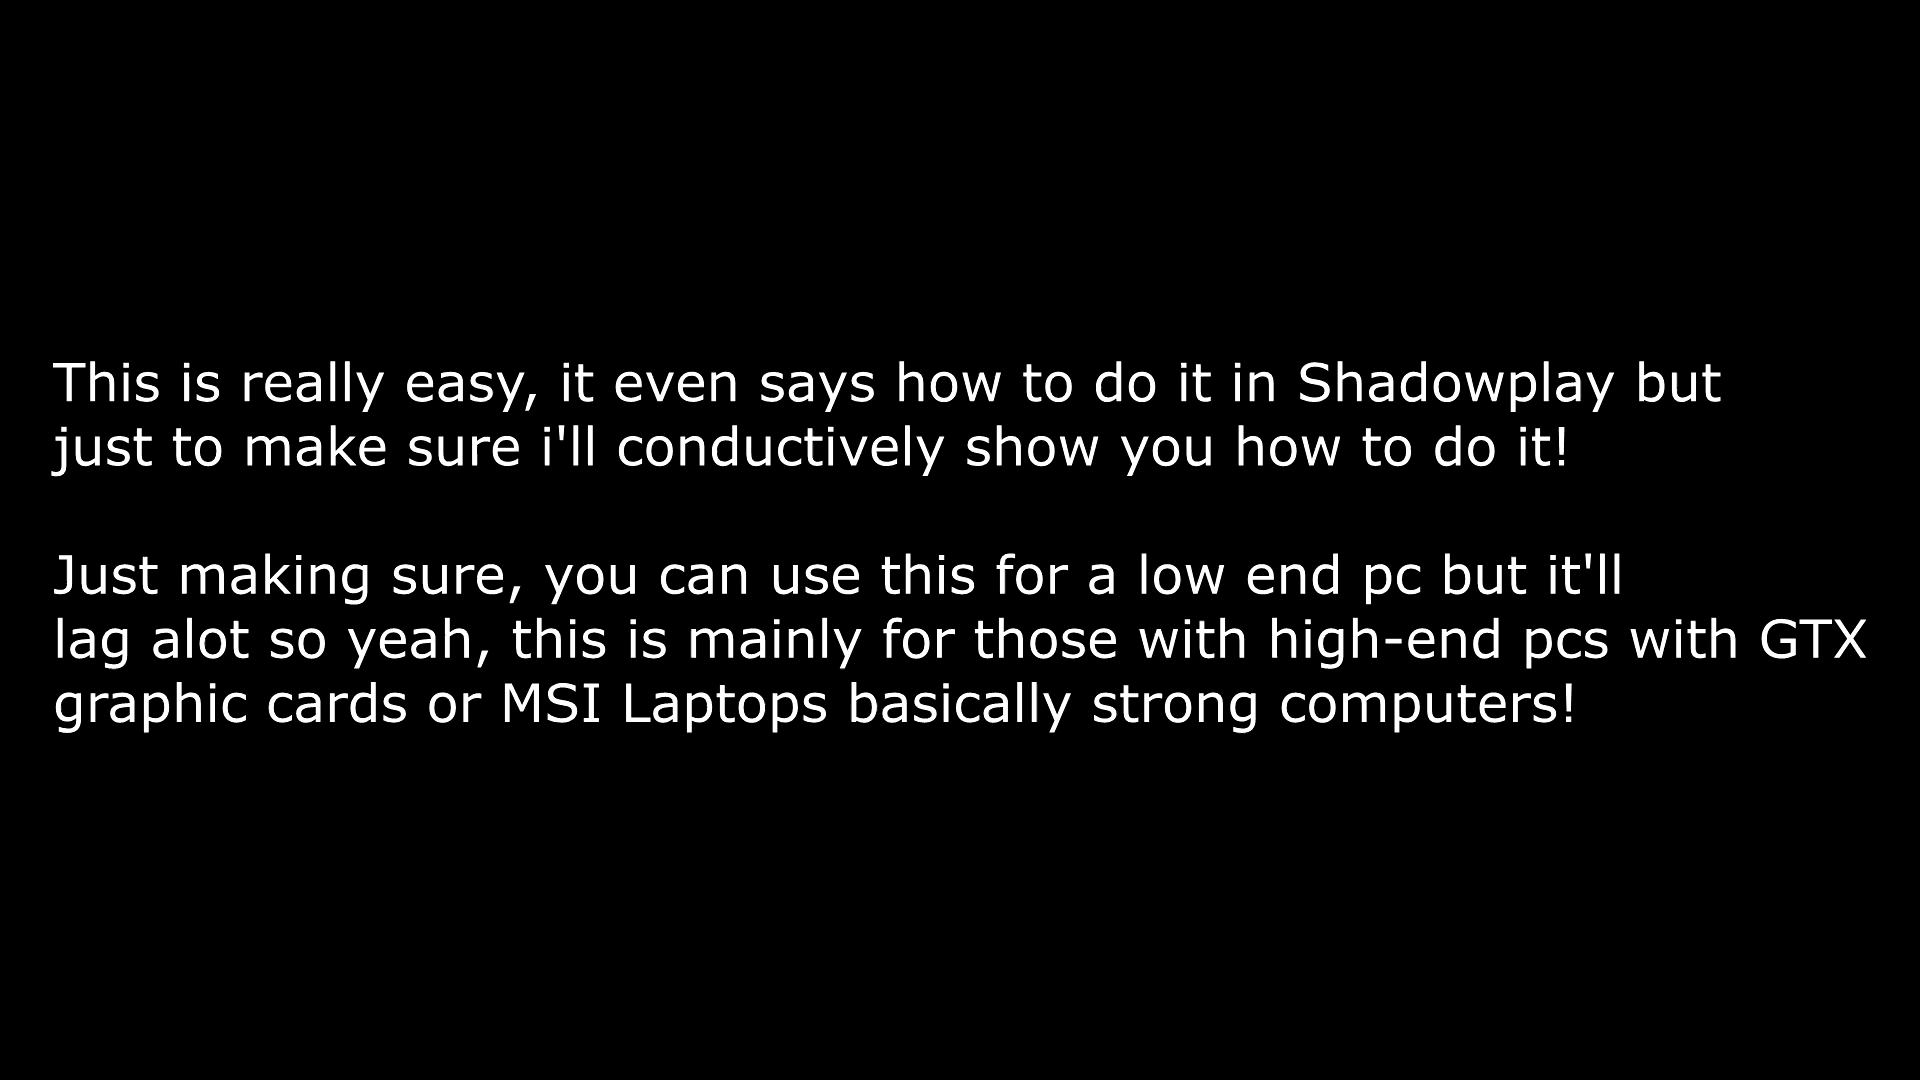 This is really easy, it even says how to do it in Shadowplay but
just to make sure i'll conductively show you how to do it!
Just making sure, you can use this for a low end pc but it'll
lag alot so yeah, this is mainly for those with high-end pcs with GTX
graphic cards or MSI Laptops basically strong computers!